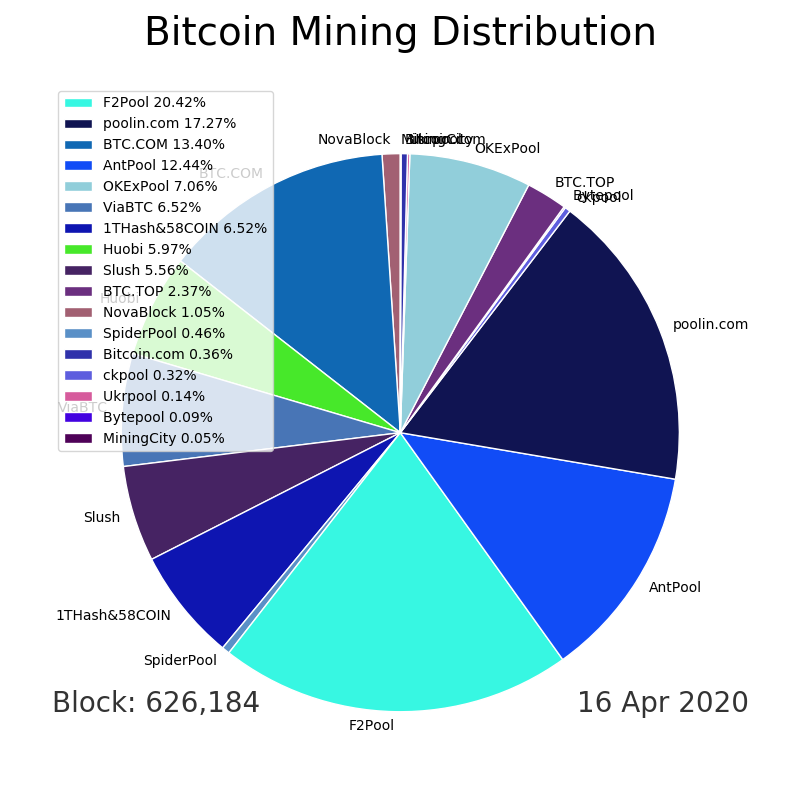 Bitcoin Mining Distribution
F2Pool 20.42%
poolin.com 17.27%
BTC.COM 13.40%
AntPool 12.44%
OKExPool 7.06%
ViaBTC 6.52%
1THash&58COIN 6.52%
Huobi 5.97%
Slush 5.56%
BTC.TOP 2.37%
NovaBlock 1.05%
SpiderPool 0.46%
Bitcoin.com 0.36%
ckpool 0.32%
Ukrpool 0.14%
Bytepool 0.09%
MiningCity 0.05%
NovaBlock
OKExPool
BTC.COM
BTC.TOP
Bytepool
ckpool
Huobi
poolin.com
ViaBTC
Slush
AntPool
1THash&58COIN
SpiderPool
F2Pool
Block: 626,184
16 Apr 2020